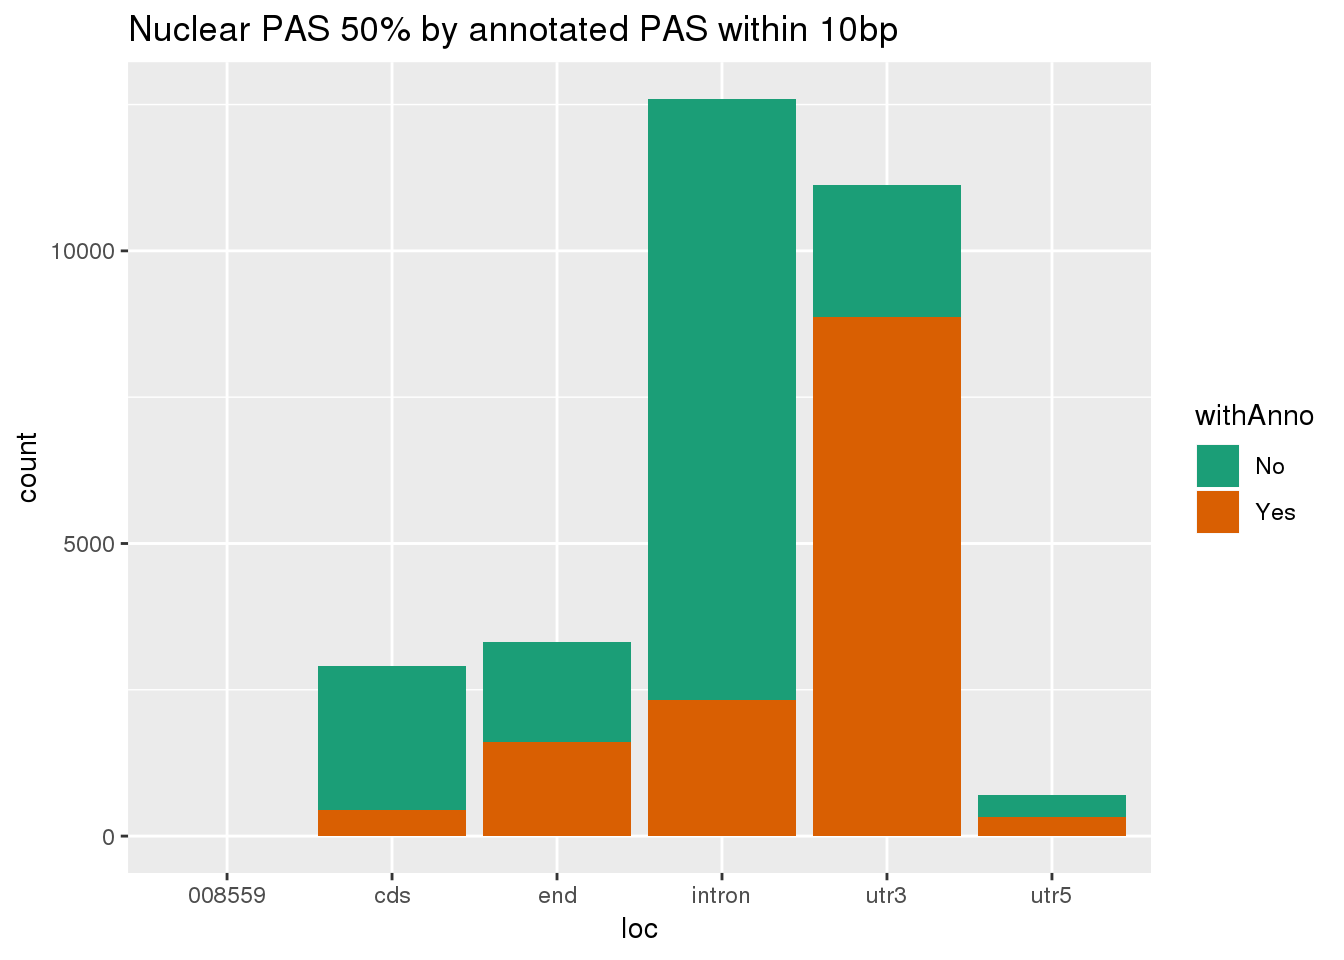 Nuclear PAS 50% by annotated PAS within 10bp
count
10000
5000
0
008559
cds
end
intron
utr3
utr5
loc
withAnno
No
Yes